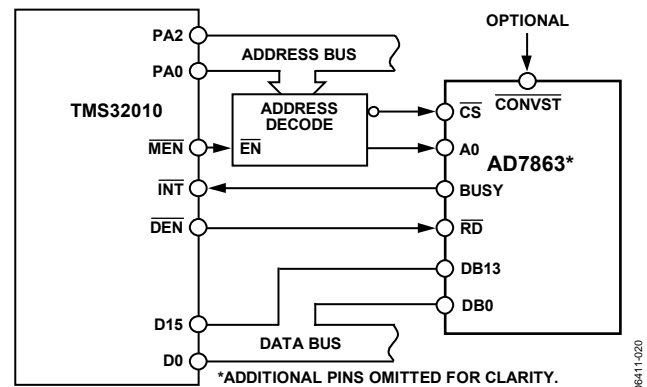 OPTIONAL
PA2
ADDRESS BUS
PA0
TMS32010
ADDRESS
DECODE
CS
CONVST
MEN
EN
A0
AD7863*
INT
BUSY
DEN
RD
DB13
DB0
D15
DATA BUS
D0
*ADDITIONAL PINS OMITTED FOR CLARITY.
06411-020